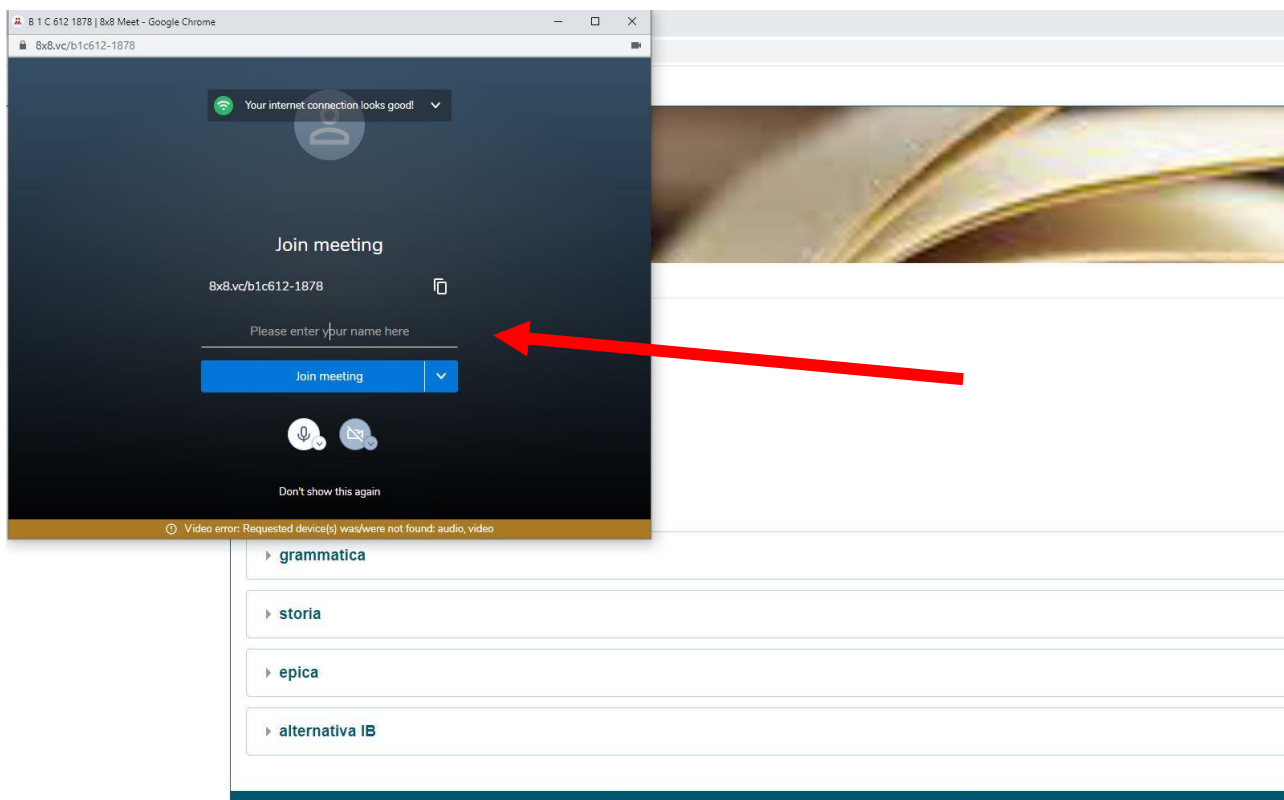 B 1 C 612 1878 | 8x8 Meet - Google Chrome
8x8.vc/b1c612-1878
Your internet connection looks good!
Join meeting
8x8.vc/b1c612-1878
Please enter your name here
Join meeting
Don't show this again
Video error: Requested device(s) was/were not found: audio, video
grammatica
storia
epica
alternativa IB